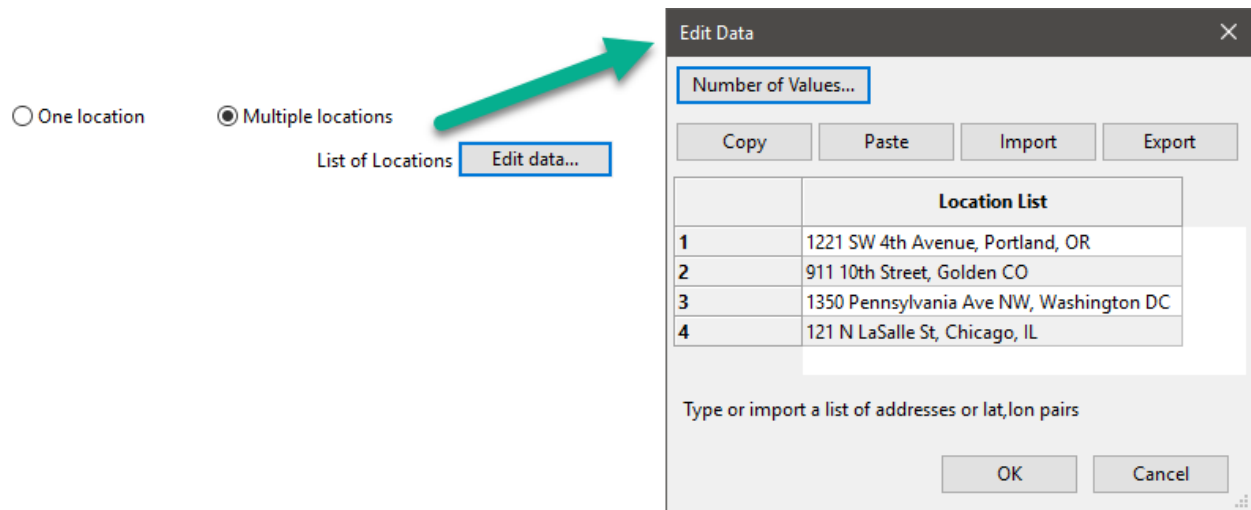 One location
Multiple locations
List of Locations
Edit data...
Edit Data
Number of Values...
Copy
Paste
Import
Export
Location List
1 1221 SW 4th Avenue, Portland, OR
2 911 10th Street, Golden CO
3 1350 Pennsylvania Ave NW, Washington DC
4 121 N LaSalle St, Chicago, IL
Type or import a list of addresses or lat,lon pairs
OK
Cancel